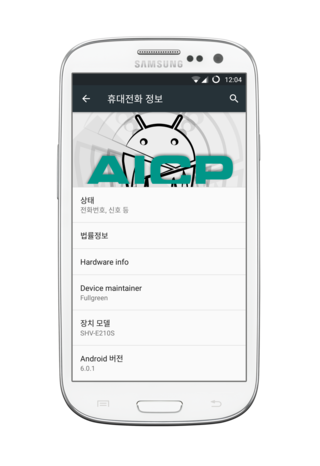 SAMSUNG
12:04
휴대전화 정보
AICP
상태
전화번호, 신호 등
법률정보
Hardware info
Device maintainer
Fullgreen
장치 모델
SHV-E210S
Android 버전
6.0.1